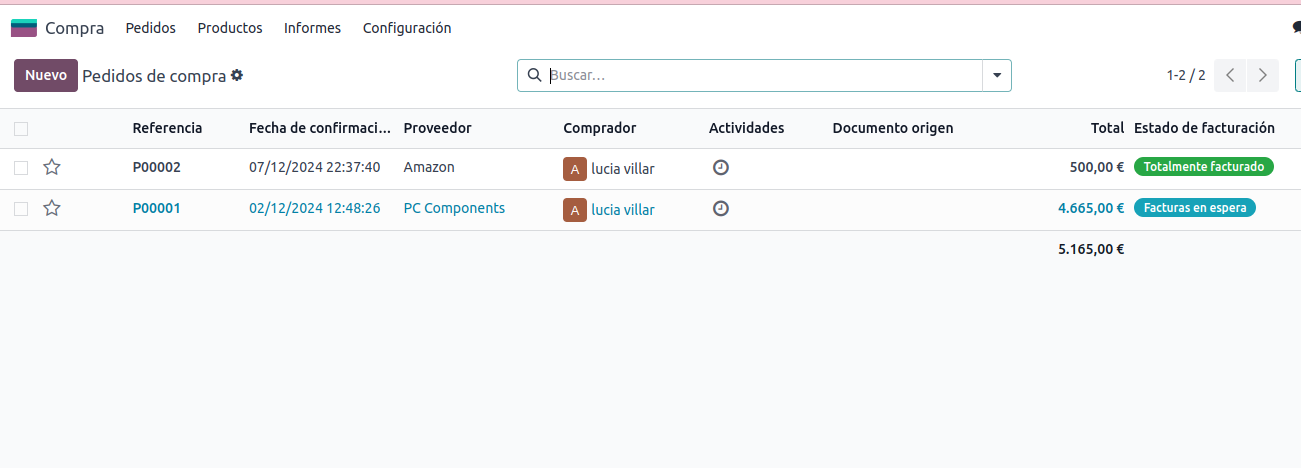 Compra Pedidos Productos Informes Configuración
Nuevo Pedidos de compra Buscar... 1-2 / 2
Referencia Fecha de confirmaci... Proveedor Comprador Actividades Documento origen Total Estado de facturación
P00002 07/12/2024 22:37:40 Amazon A lucia villar 500,00 € Totalmente facturado
P00001 02/12/2024 12:48:26 PC Components A lucia villar 4.665,00 € Facturas en espera
5.165,00 €